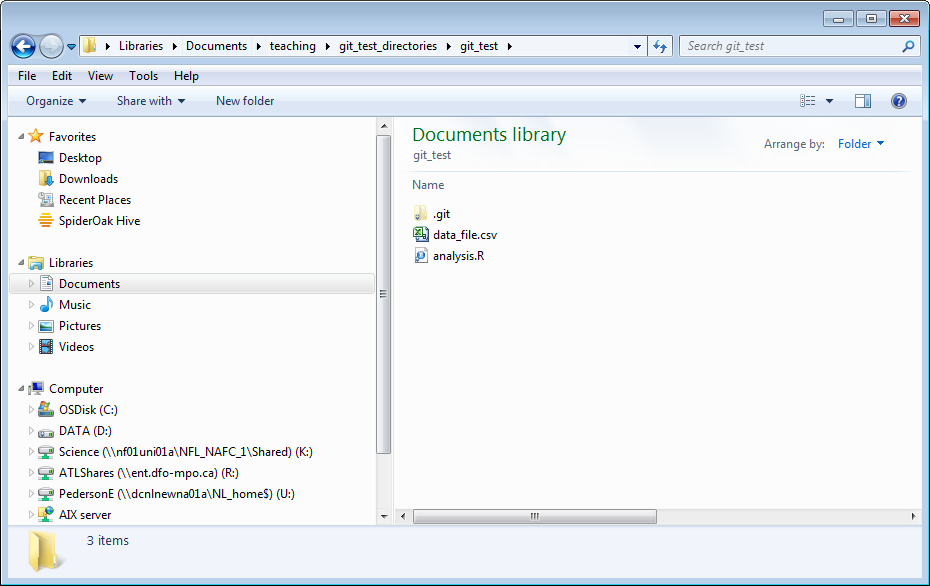 Libraries Documents teaching git_test_directories git_test
Search git_test
File Edit View Tools Help
Organize Share with New folder
Favorites
Desktop
Downloads
Recent Places
SpiderOak Hive
Libraries
Documents
Music
Pictures
Videos
Computer
OSDisk (C:)
DATA (D:)
Science (\\nf01uni01a\NFL_NAFC_1\Shared) (K:)
ATLShares (\\ent.dfo-mpo.ca) (R:)
PedersonE (\\dcnlnewna01a\NL_home$) (U:)
AIX server
Documents library
git_test
Arrange by: Folder
Name
.git
data_file.csv
analysis.R
3 items